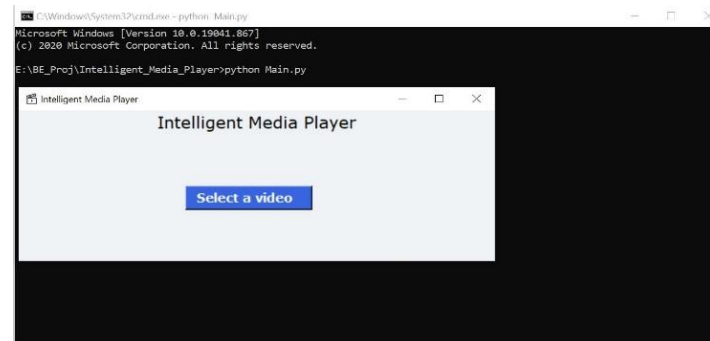 C:\Windows\System32\cmd.exe - python Main.py
Microsoft Windows [Version 10.0.19041.867]
(c) 2020 Microsoft Corporation. All rights reserved.
E:\BE_Proj\Intelligent_Media_Player>python Main.py
Intelligent Media Player
Intelligent Media Player
Select a video